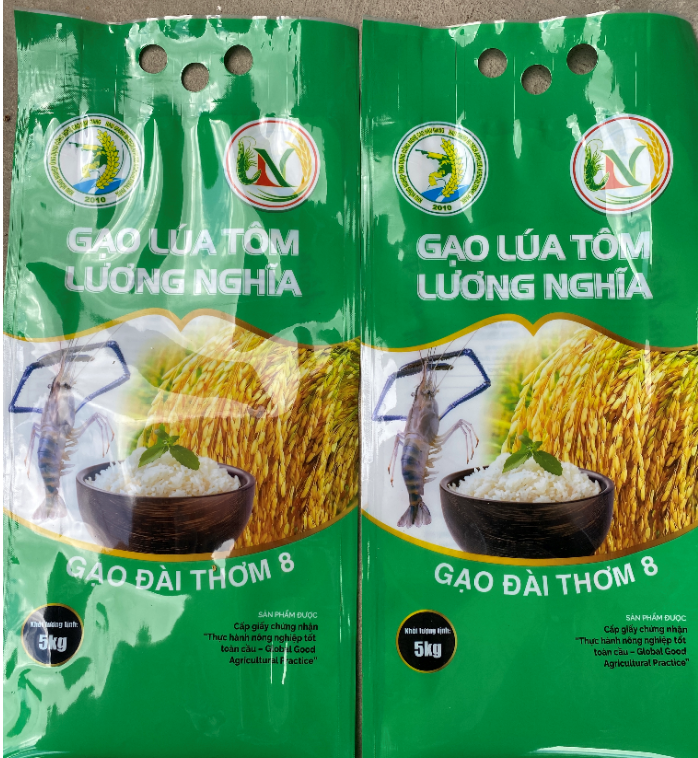 2010
GẠO LÚA TÔM
LƯƠNG NGHĨA
GẠO ĐÀI THƠM 8
Khối lượng tịnh:
5kg
SẢN PHẨM ĐƯỢC
Cấp giấy chứng nhận
"Thực hành nông nghiệp tốt
toàn cầu – Global Good
Agricultural Practice"
2010
GẠO LÚA TÔM
LƯƠNG NGHĨA
GẠO ĐÀI THƠM 8
Khối lượng tịnh:
5kg
SẢN PHẨM ĐƯỢC
Cấp giấy chứng nhận
"Thực hành nông nghiệp tốt
toàn cầu – Global Good
Agricultural Practice"